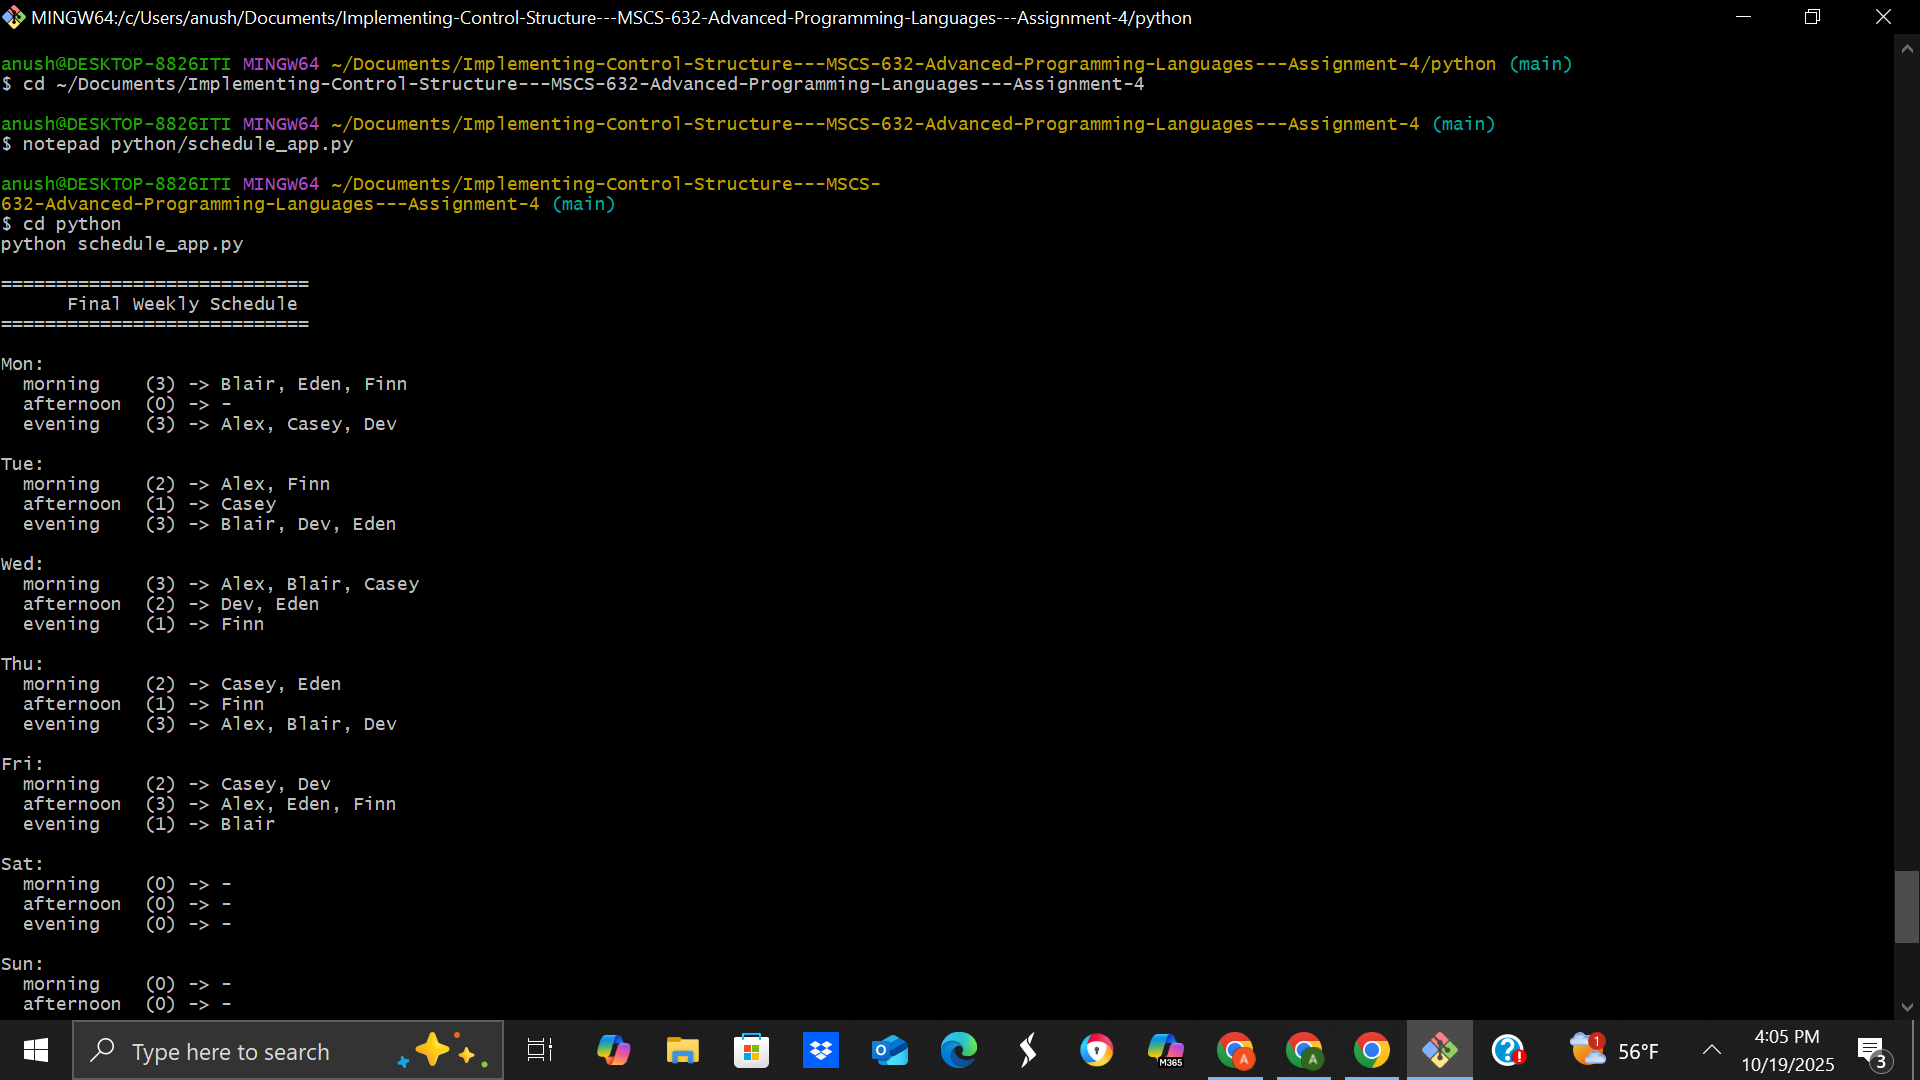 MINGW64:/c/Users/anush/Documents/Implementing-Control-Structure---MSCS-632-Advanced-Programming-Languages---Assignment-4/python
anush@DESKTOP-8826ITI MINGW64 ~/Documents/Implementing-Control-Structure---MSCS-632-Advanced-Programming-Languages---Assignment-4/python (main)
$ cd ~/Documents/Implementing-Control-Structure---MSCS-632-Advanced-Programming-Languages---Assignment-4
anush@DESKTOP-8826ITI MINGW64 ~/Documents/Implementing-Control-Structure---MSCS-632-Advanced-Programming-Languages---Assignment-4 (main)
$ notepad python/schedule_app.py
anush@DESKTOP-8826ITI MINGW64 ~/Documents/Implementing-Control-Structure---MSCS-
632-Advanced-Programming-Languages---Assignment-4 (main)
$ cd python
python schedule_app.py
============================
Final Weekly Schedule
============================
Mon:
morning (3) -> Blair, Eden, Finn
afternoon (0) -> -
evening (3) -> Alex, Casey, Dev
Tue:
morning (2) -> Alex, Finn
afternoon (1) -> Casey
evening (3) -> Blair, Dev, Eden
Wed:
morning (3) -> Alex, Blair, Casey
afternoon (2) -> Dev, Eden
evening (1) -> Finn
Thu:
morning (2) -> Casey, Eden
afternoon (1) -> Finn
evening (3) -> Alex, Blair, Dev
Fri:
morning (2) -> Casey, Dev
afternoon (3) -> Alex, Eden, Finn
evening (1) -> Blair
Sat:
morning (0) -> -
afternoon (0) -> -
evening (0) -> -
Sun:
morning (0) -> -
afternoon (0) -> -
Type here to search
M365
A
A
1
56°F
4:05 PM
10/19/2025
3